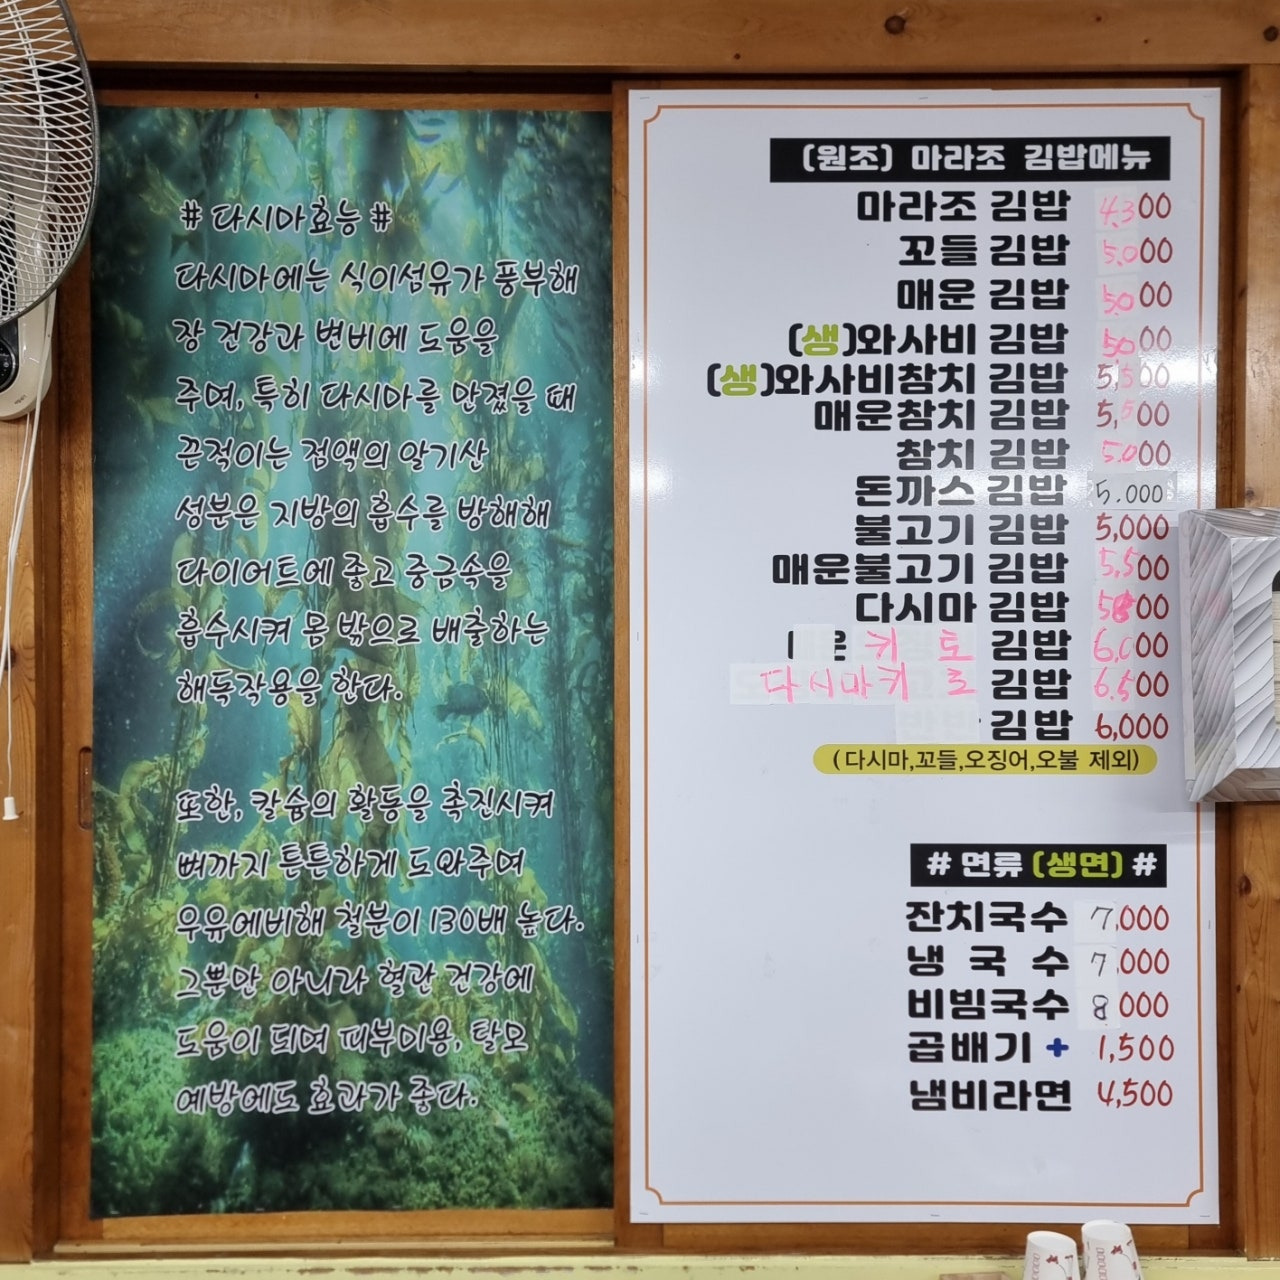 # 다시마효능 #
다시마에는 식이섬유가 풍부해
장 건강과 변비에 도움을
주며, 특히 다시마를 만졌을 때
끈적이는 점액의 알기산
성분은 지방의 흡수를 방해해
다이어트에 좋고 중금속을
흡수시켜 몸 밖으로 배출하는
해독작용을 한다.
또한, 칼슘의 활동을 촉진시켜
뼈까지 튼튼하게 도와주며
우유에비해 철분이 130배 높다.
그뿐만 아니라 혈관 건강에
도움이 되며 피부미용, 탈모
예방에도 효과가 좋다.
(원조) 마라조 김밥메뉴
마라조 김밥 4.300
꼬들 김밥 5.000
매운 김밥 5.000
(생)와사비 김밥 5000
(생)와사비참치 김밥 5,500
매운참치 김밥 5,500
참치 김밥 5.000
돈까스 김밥 5.000
불고기 김밥 5,000
매운불고기 김밥 5,500
다시마 김밥
키토 김밥 6,000
다시마키토 김밥 6.500
김밥 6,000
(다시마,꼬들,오징어,오불 제외)
# 면류 (생면) #
잔치국수 7,000
냉국수 7,000
비빔국수 8,000
곱배기 + 1,500
냄비라면 4,500